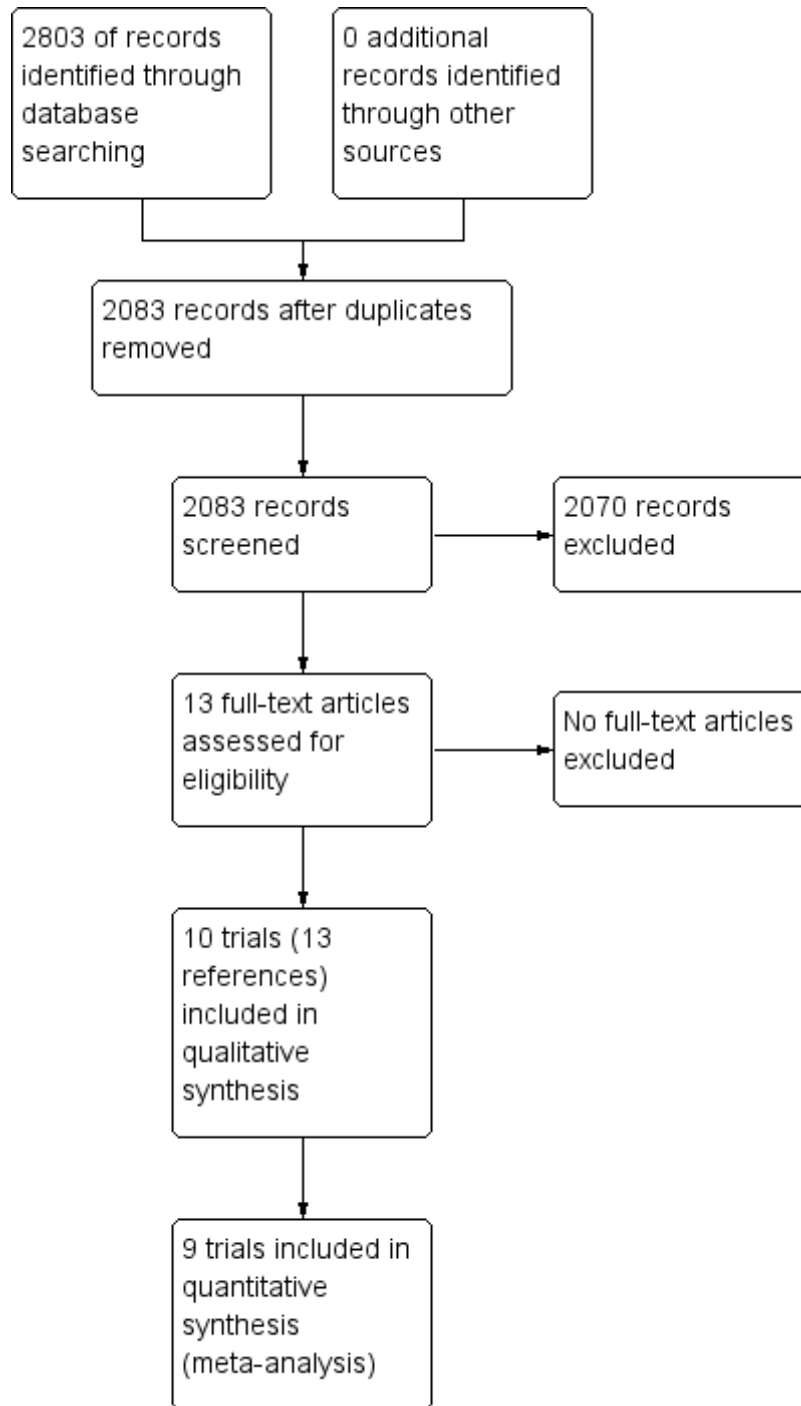 2803 of records
identified through
database
searching
0 additional
records identified
through other
sources
2083 records after duplicates
removed
2083 records
screened
2070 records
excluded
13 full-text articles
assessed for
eligibility
No full-text articles
excluded
10 trials (13
references)
included in
qualitative
synthesis
9 trials included in
quantitative
synthesis
(meta-analysis)